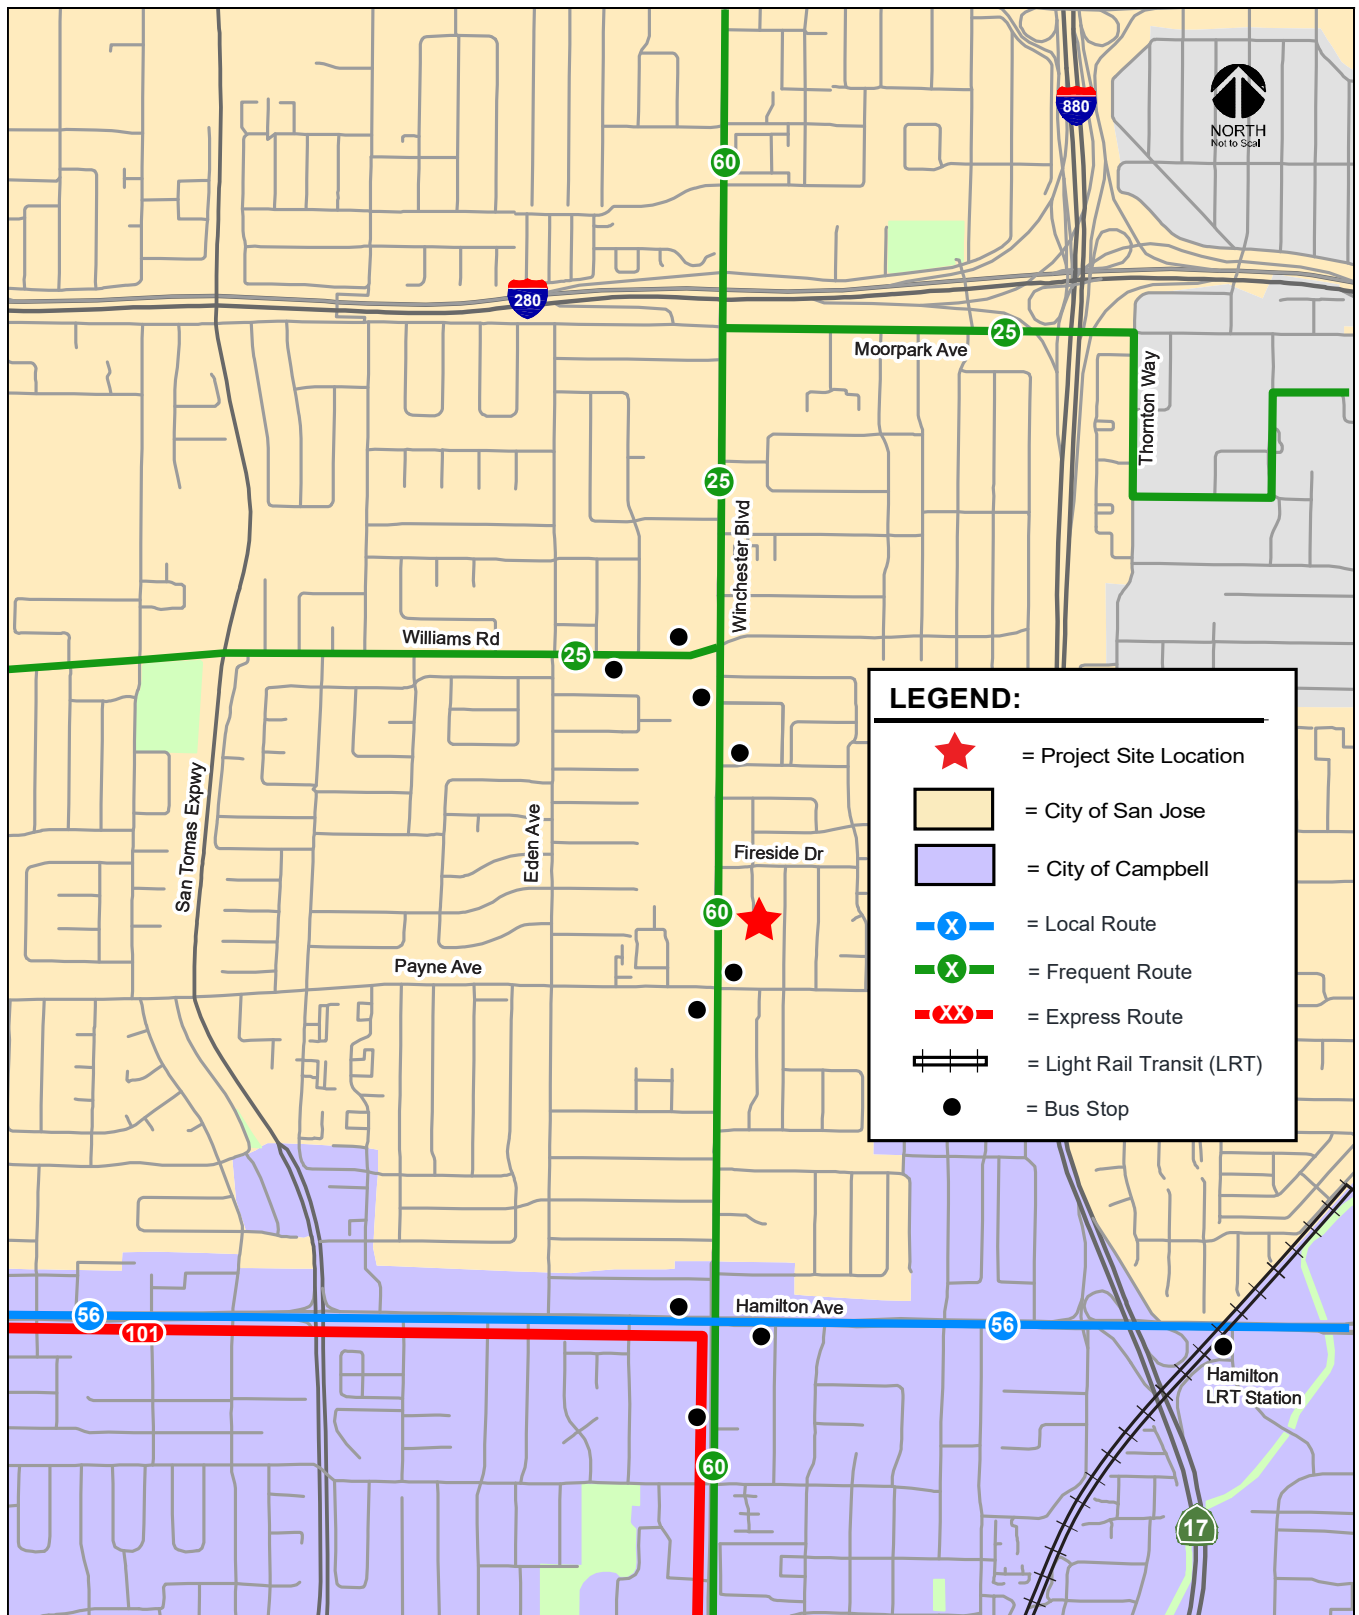 880
NORTH
Not to Scal
60
280
25
Moorpark Ave
Thornton Way
25
Winchester Blvd
Williams Rd
25
LEGEND:
= Project Site Location
= City of San Jose
= City of Campbell
X = Local Route
X = Frequent Route
XX = Express Route
= Light Rail Transit (LRT)
= Bus Stop
San Tomas Expwy
Eden Ave
Fireside Dr
60
Payne Ave
Hamilton Ave
56
101
56
Hamilton
LRT Station
60
17